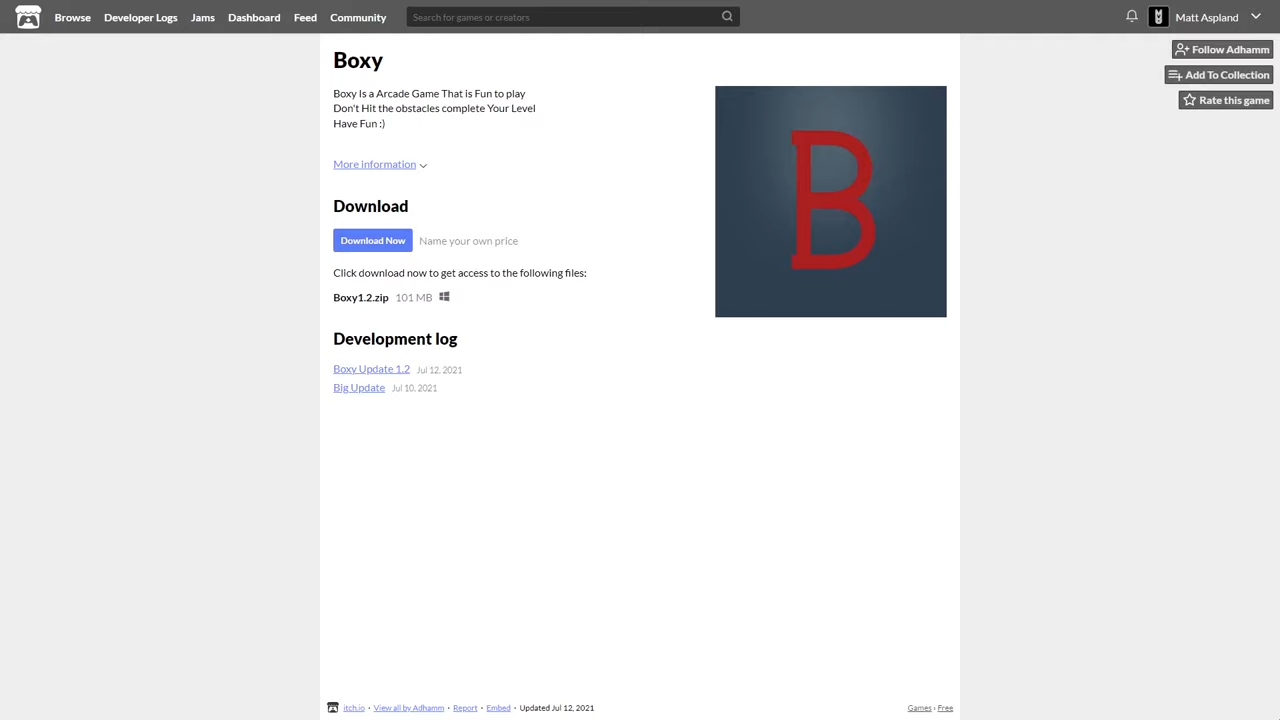 Browse Developer Logs Jams Dashboard Feed Community Search for games or creators Matt Aspland
Follow Adhamm
Add To Collection
Rate this game
Boxy
Boxy Is a Arcade Game That is Fun to play
Don't Hit the obstacles complete Your Level
Have Fun :)
B
More information
Download
Download Now Name your own price
Click download now to get access to the following files:
Boxy1.2.zip 101 MB
Development log
Boxy Update 1.2 Jul 12, 2021
Big Update Jul 10, 2021
itch.io · View all by Adhamm · Report · Embed · Updated Jul 12, 2021 Games › Free